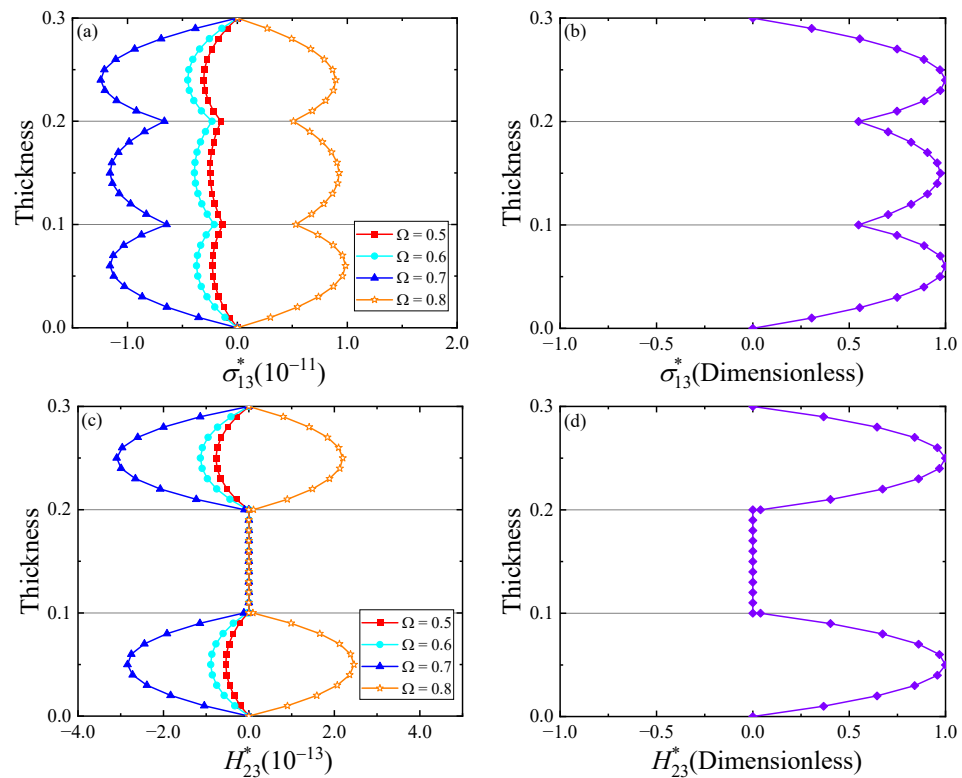 (a)
0.3
0.2
0.1
0.0
Thickness
Ω = 0.5
Ω = 0.6
Ω = 0.7
Ω = 0.8
−1.0 0.0 1.0 2.0
σ*13(10−11)
(b)
0.3
0.2
0.1
0.0
Thickness
-1.0 -0.5 0.0 0.5 1.0
σ*13(Dimensionless)
(c)
0.3
0.2
0.1
0.0
Thickness
Ω = 0.5
Ω = 0.6
Ω = 0.7
Ω = 0.8
−4.0 −2.0 0.0 2.0 4.0
H*23(10−13)
(d)
0.3
0.2
0.1
0.0
Thickness
-1.0 -0.5 0.0 0.5 1.0
H*23(Dimensionless)